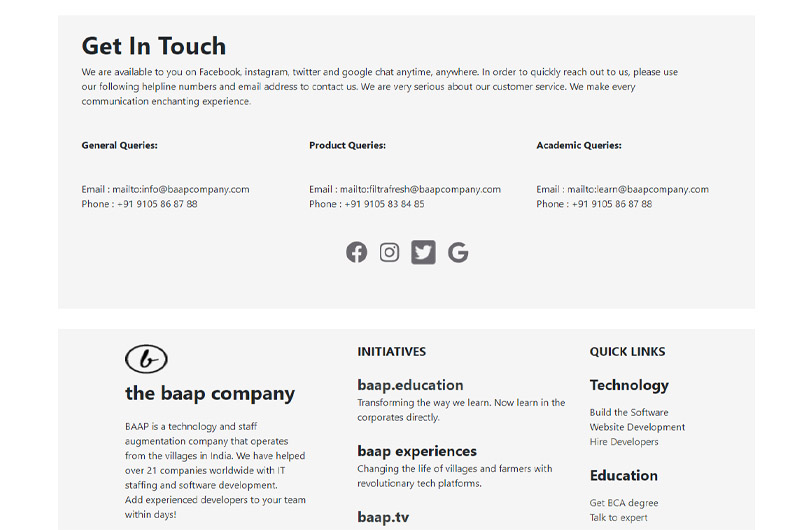 Get In Touch
We are available to you on Facebook, instagram, twitter and google chat anytime, anywhere. In order to quickly reach out to us, please use
our following helpline numbers and email address to contact us. We are very serious about our customer service. We make every
communication enchanting experience.
General Queries:
Email : mailto:info@baapcompany.com
Phone : +91 9105 86 87 88
Product Queries:
Email : mailto:filtrafresh@baapcompany.com
Phone : +91 9105 83 84 85
Academic Queries:
Email : mailto:learn@baapcompany.com
Phone : +91 9105 86 87 88
b
the baap company
BAAP is a technology and staff
augmentation company that operates
from the villages in India. We have helped
over 21 companies worldwide with IT
staffing and software development.
Add experienced developers to your team
within days!
INITIATIVES
baap.education
Transforming the way we learn. Now learn in the
corporates directly.
baap experiences
Changing the life of villages and farmers with
revolutionary tech platforms.
baap.tv
QUICK LINKS
Technology
Build the Software
Website Development
Hire Developers
Education
Get BCA degree
Talk to expert